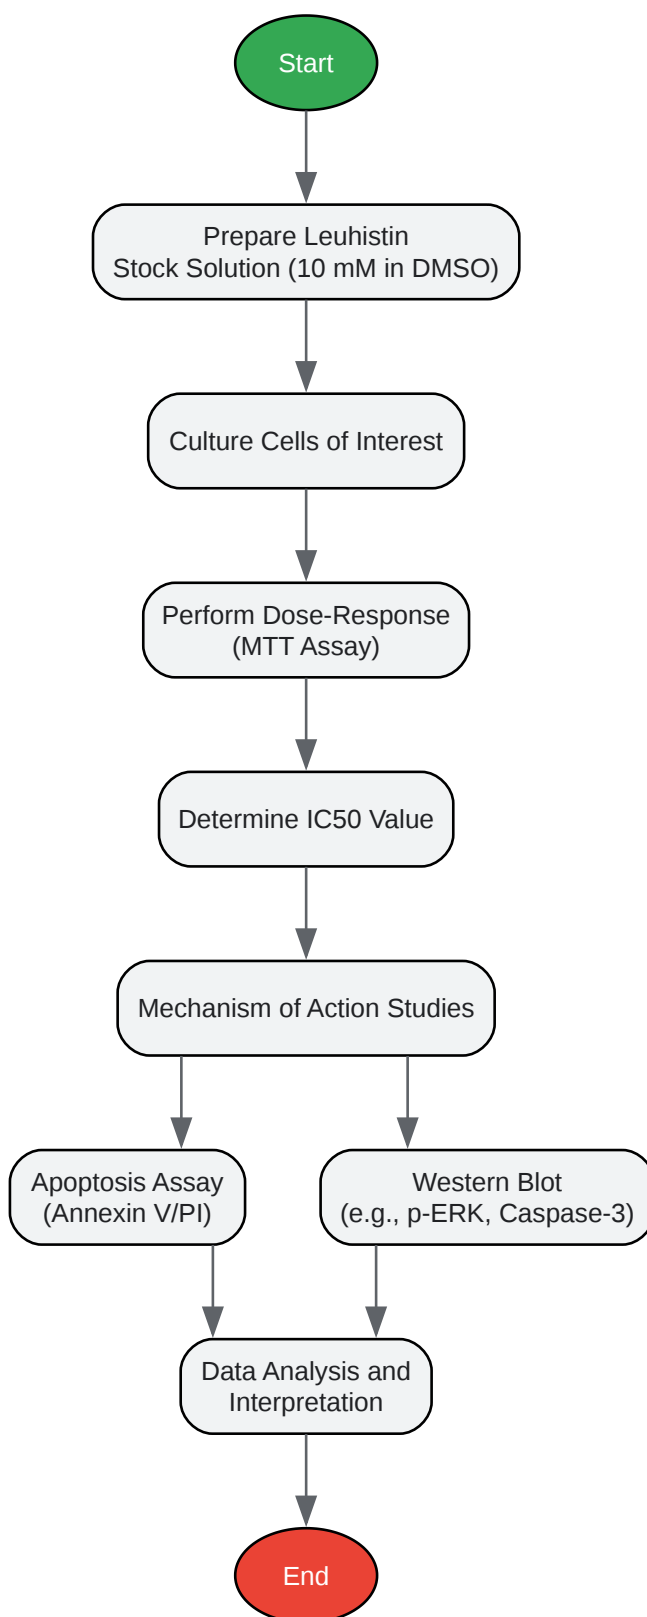 Start
Prepare Leuhistin
Stock Solution (10 mM in DMSO)
Culture Cells of Interest
Perform Dose-Response
(MTT Assay)
Determine IC50 Value
Mechanism of Action Studies
Apoptosis Assay
(Annexin V/PI)
Western Blot
(e.g., p-ERK, Caspase-3)
Data Analysis and
Interpretation
End